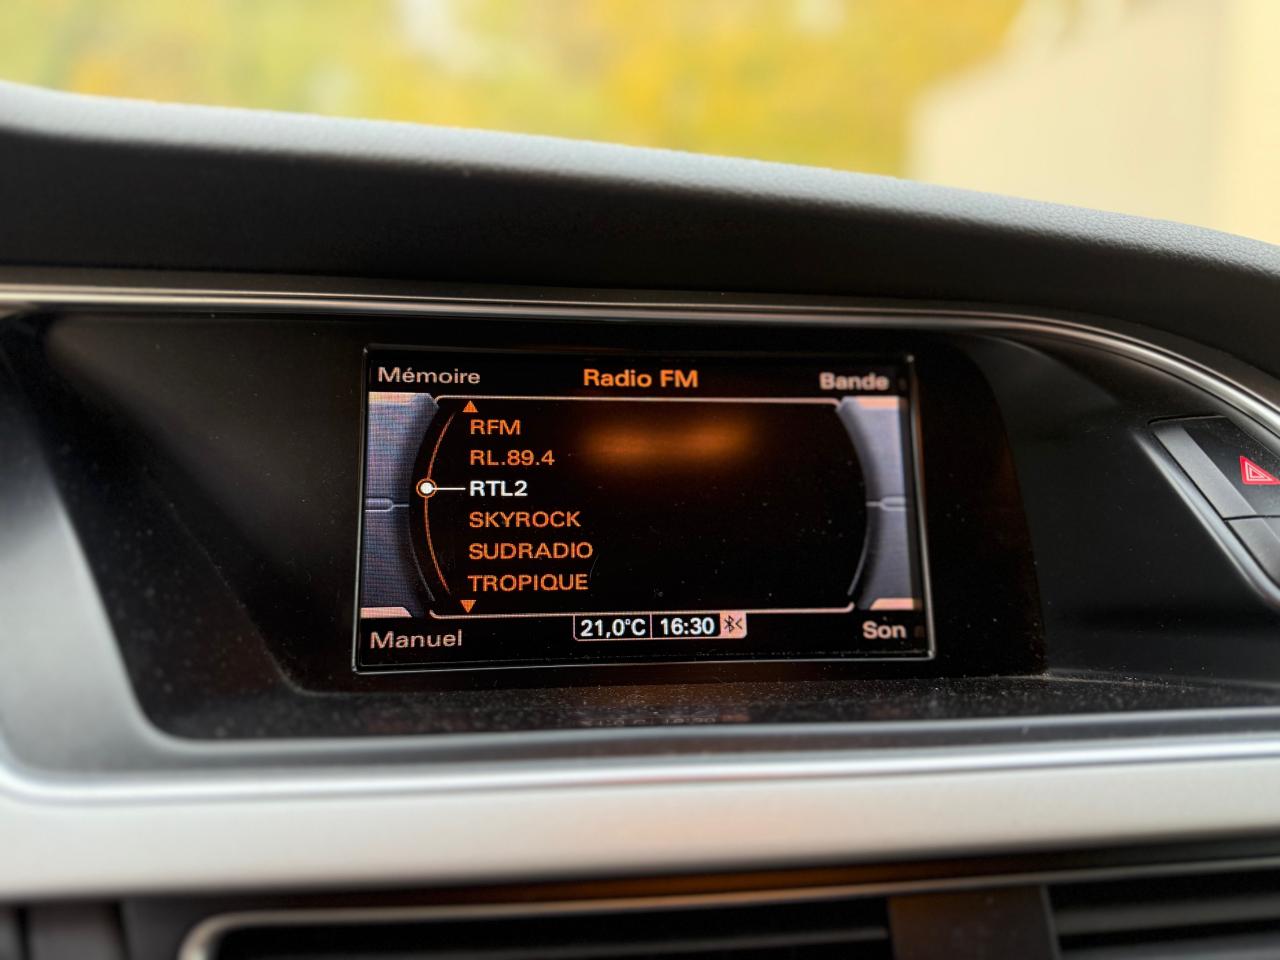 Mémoire Radio FM Bande
RFM
RL.89.4
RTL2
SKYROCK
SUDRADIO
TROPIQUE
Manuel 21,0°C 16:30 Son